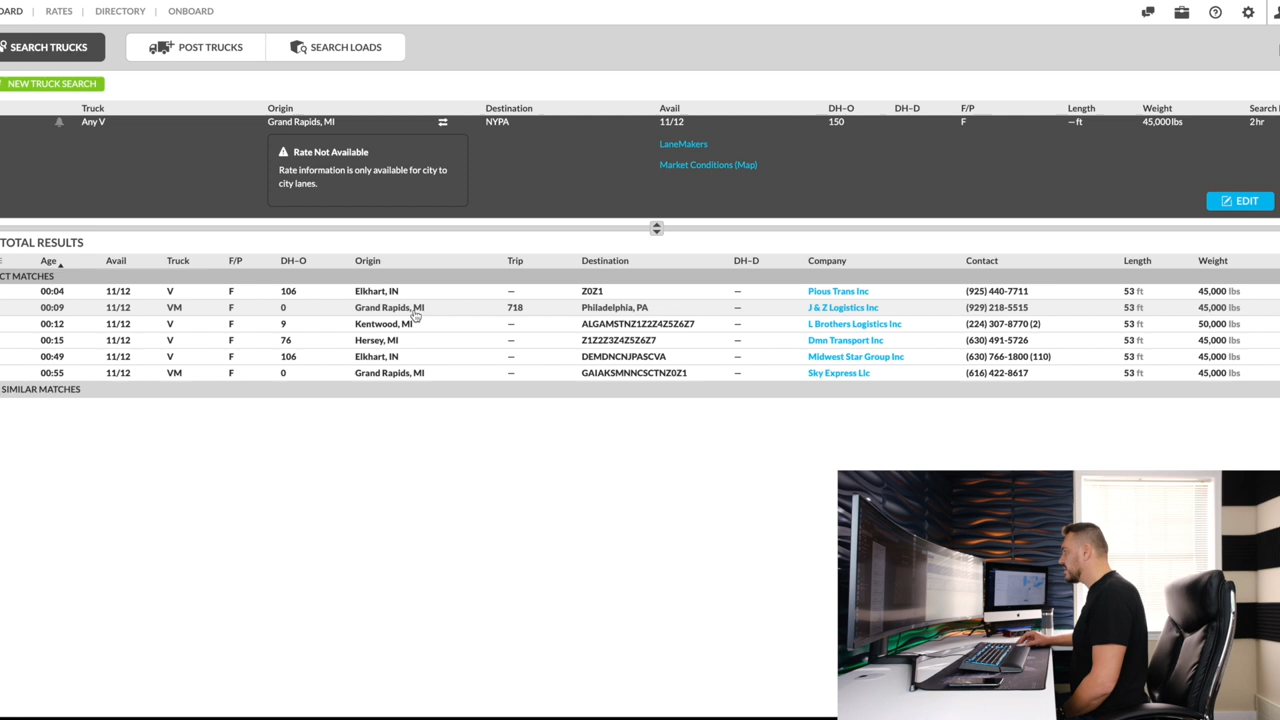 OARD RATES DIRECTORY ONBOARD
SEARCH TRUCKS POST TRUCKS SEARCH LOADS
NEW TRUCK SEARCH
Truck Origin Destination Avail DH–O DH–D F/P Length Weight Search
Any V Grand Rapids, MI NYPA 11/12 150 F – ft 45,000 lbs 2hr
Rate Not Available
Rate information is only available for city to
city lanes.
LaneMakers
Market Conditions (Map)
EDIT
TOTAL RESULTS
Age Avail Truck F/P DH–O Origin Trip Destination DH–D Company Contact Length Weight
CT MATCHES
00:04 11/12 V F 106 Elkhart, IN – Z0Z1 – Pious Trans Inc (925) 440-7711 53 ft 45,000 lbs
00:09 11/12 VM F 0 Grand Rapids, MI 718 Philadelphia, PA – J & Z Logistics Inc (929) 218-5515 53 ft 45,000 lbs
00:12 11/12 V F 9 Kentwood, MI – ALGAMSTNZ1Z2Z4Z5Z6Z7 – L Brothers Logistics Inc (224) 307-8770 (2) 53 ft 50,000 lbs
00:15 11/12 V F 76 Hersey, MI – Z1Z2Z3Z4Z5Z6Z7 – Dmn Transport Inc (630) 491-5726 53 ft 45,000 lbs
00:49 11/12 V F 106 Elkhart, IN – DEMDNCNJPASCVA – Midwest Star Group Inc (630) 766-1800 (110) 53 ft 45,000 lbs
00:55 11/12 VM F 0 Grand Rapids, MI – GAIAKSMNNCSCTNZ0Z1 – Sky Express Llc (616) 422-8617 53 ft 45,000 lbs
SIMILAR MATCHES